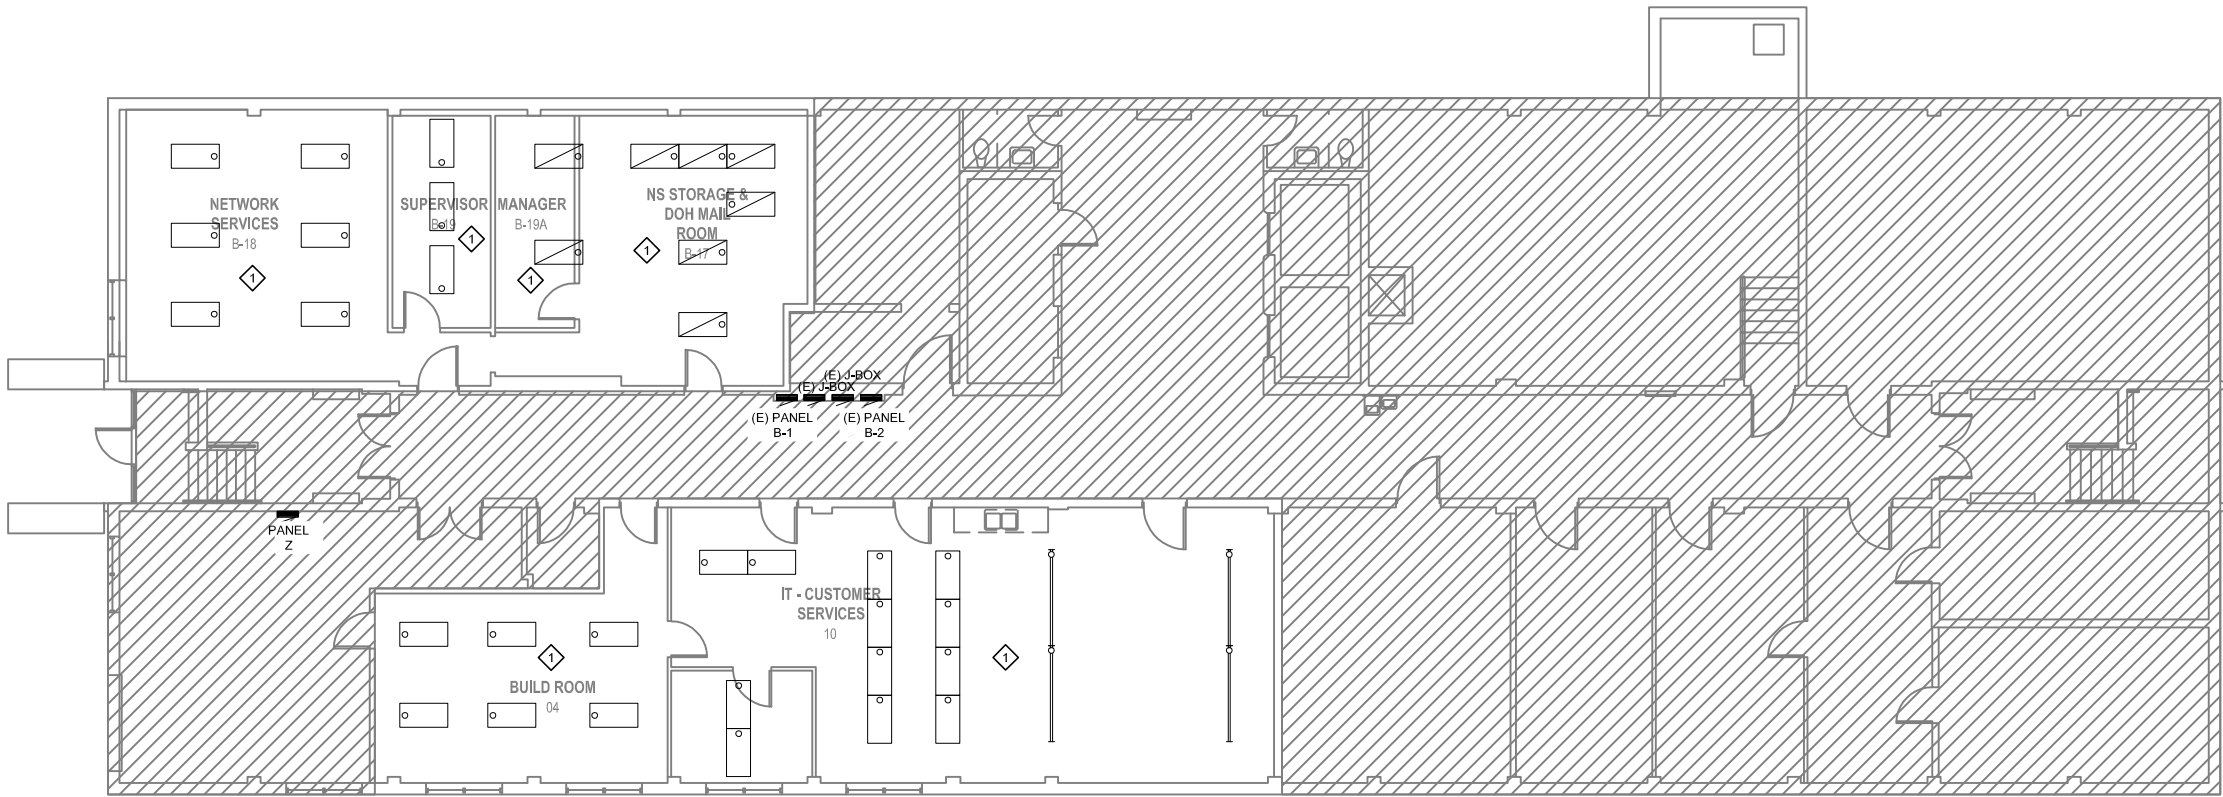 NETWORK
SERVICES
B-18
1
SUPERVISOR
B-19
1
MANAGER
B-19A
1
NS STORAGE &
DOH MAIL
ROOM
B-17
1
(E) J-BOX
(E) J-BOX
(E) PANEL
B-1
(E) PANEL
B-2
PANEL
Z
IT - CUSTOMER
SERVICES
10
1
1
BUILD ROOM
04